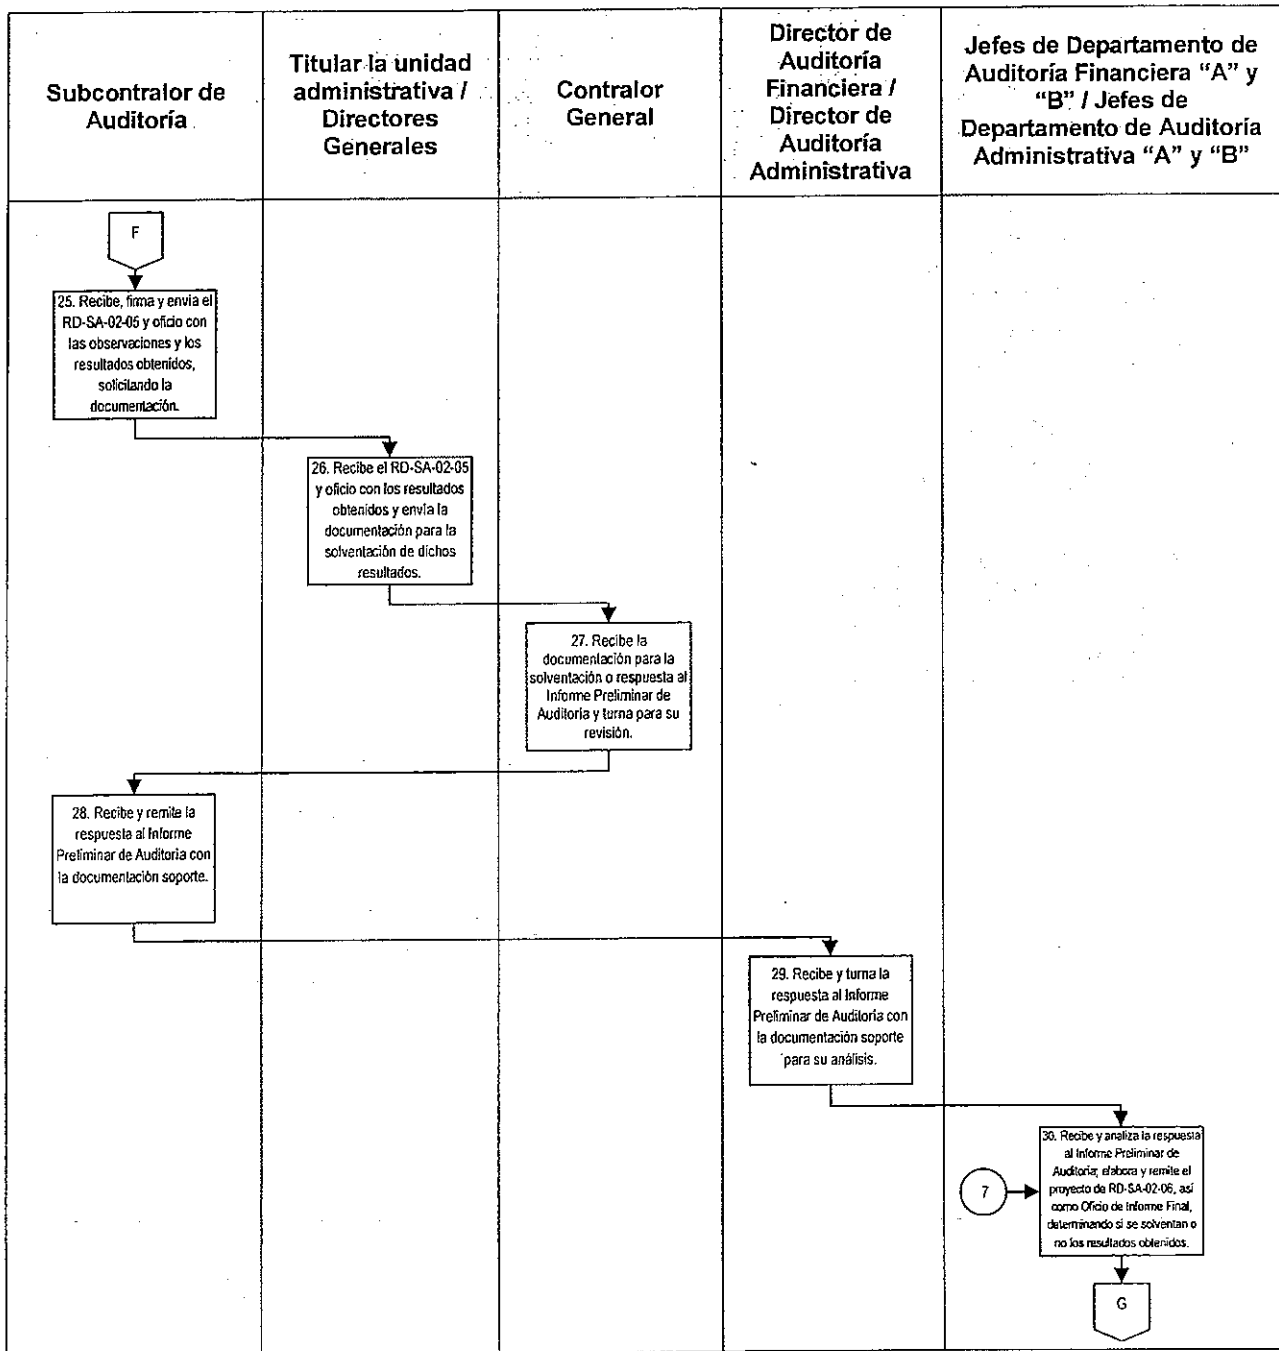 Subcontralor de
Auditoría
Titular la unidad
administrativa /
Directores
Generales
Contralor
General
Director de
Auditoría
Financiera /
Director de
Auditoría
Administrativa
Jefes de Departamento de
Auditoría Financiera "A" y
"B" / Jefes de
Departamento de Auditoría
Administrativa "A" y "B"
F
25. Recibe, firma y envia el
RD-SA-02-05 y oficio con
las observaciones y los
resultados obtenidos,
solicitando la
documentación.
26. Recibe el RD-SA-02-05
y oficio con los resultados
obtenidos y envía la
documentación para la
solventación de dichos
resultados.
27. Recibe la
documentación para la
solventación o respuesta al
Informe Preliminar de
Auditoria y turna para su
revisión.
28. Recibe y remite la
respuesta al Informe
Preliminar de Auditoria con
la documentación soporte.
29. Recibe y turna la
respuesta al Informe
Preliminar de Auditoria con
la documentación soporte
para su análisis.
30. Recibe y analiza la respuesta
al Informe Preliminar de
Auditoria; elabora y remite el
proyecto de RD-SA-02-06, así
como Oficio de Informe Final,
determinando si se solventan o
no los resultados obtenidos.
7
G